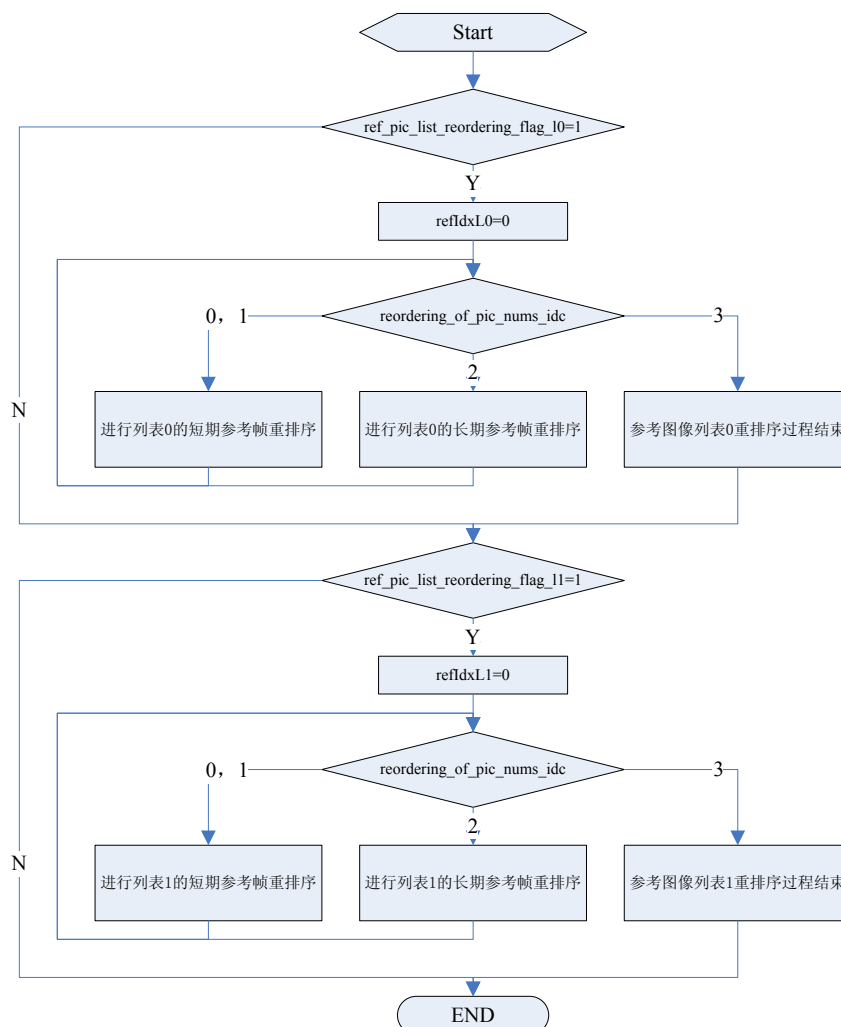 Start
ref_pic_list_reordering_flag_l0=1
Y
refIdxL0=0
reordering_of_pic_nums_idc
0，1
3
2
N
进行列表0的短期参考帧重排序
进行列表0的长期参考帧重排序
参考图像列表0重排序过程结束
ref_pic_list_reordering_flag_l1=1
Y
refIdxL1=0
reordering_of_pic_nums_idc
0，1
3
2
N
进行列表1的短期参考帧重排序
进行列表1的长期参考帧重排序
参考图像列表1重排序过程结束
END